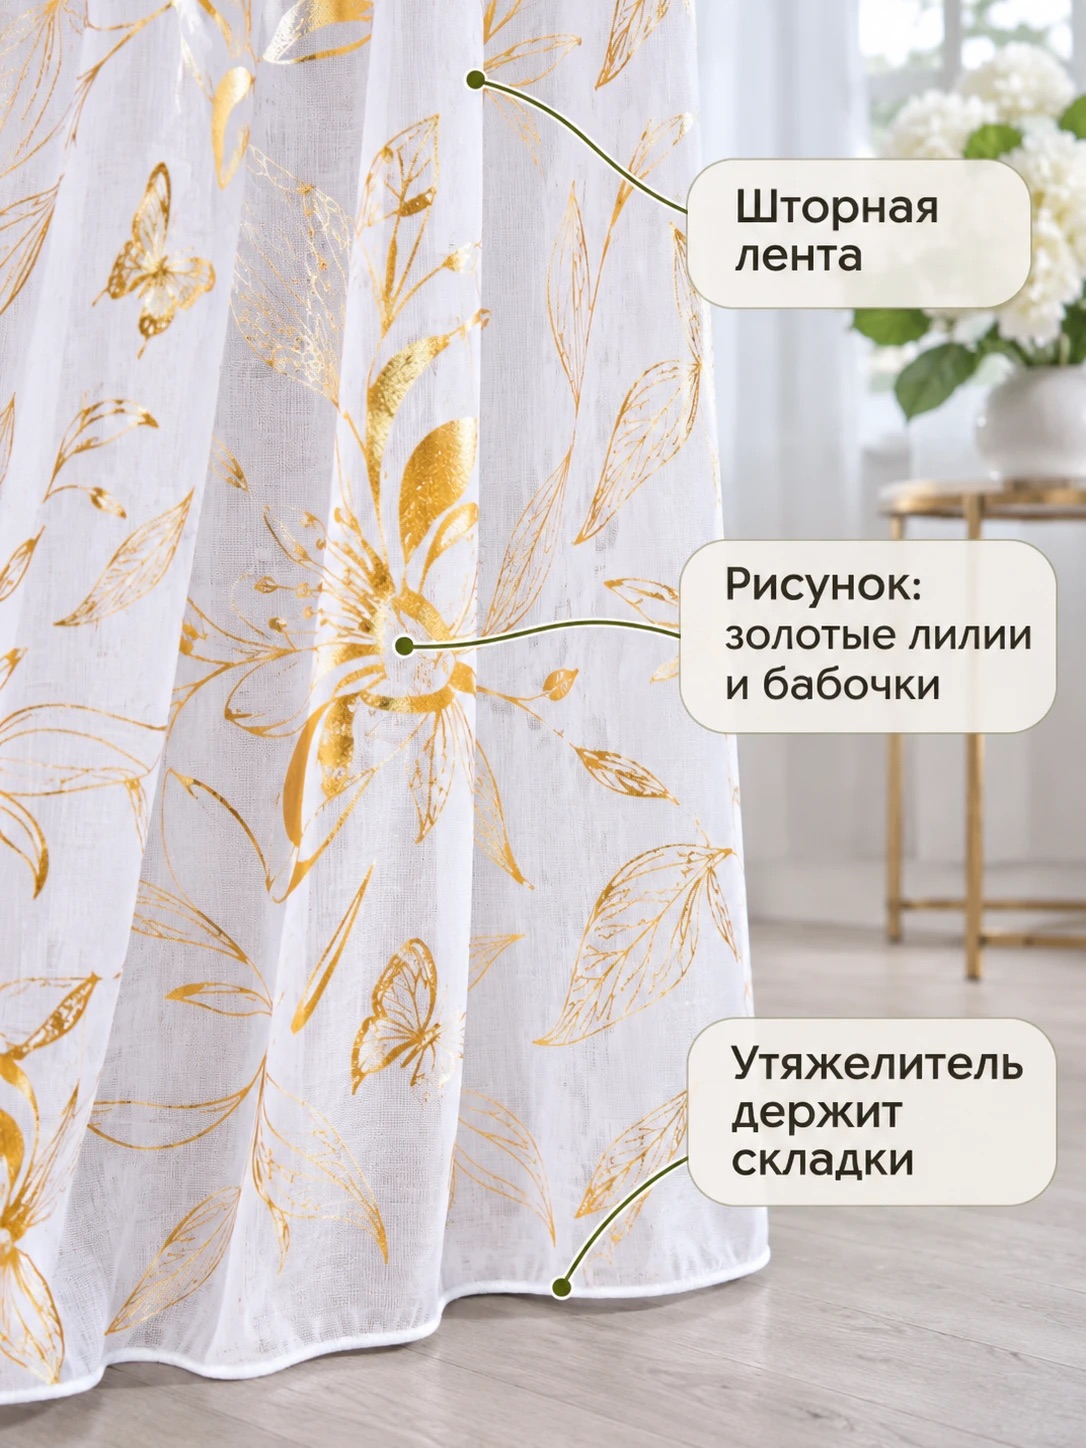 Шторная
лента
Рисунок:
золотые лилии
и бабочки
Утяжелитель
держит
складки